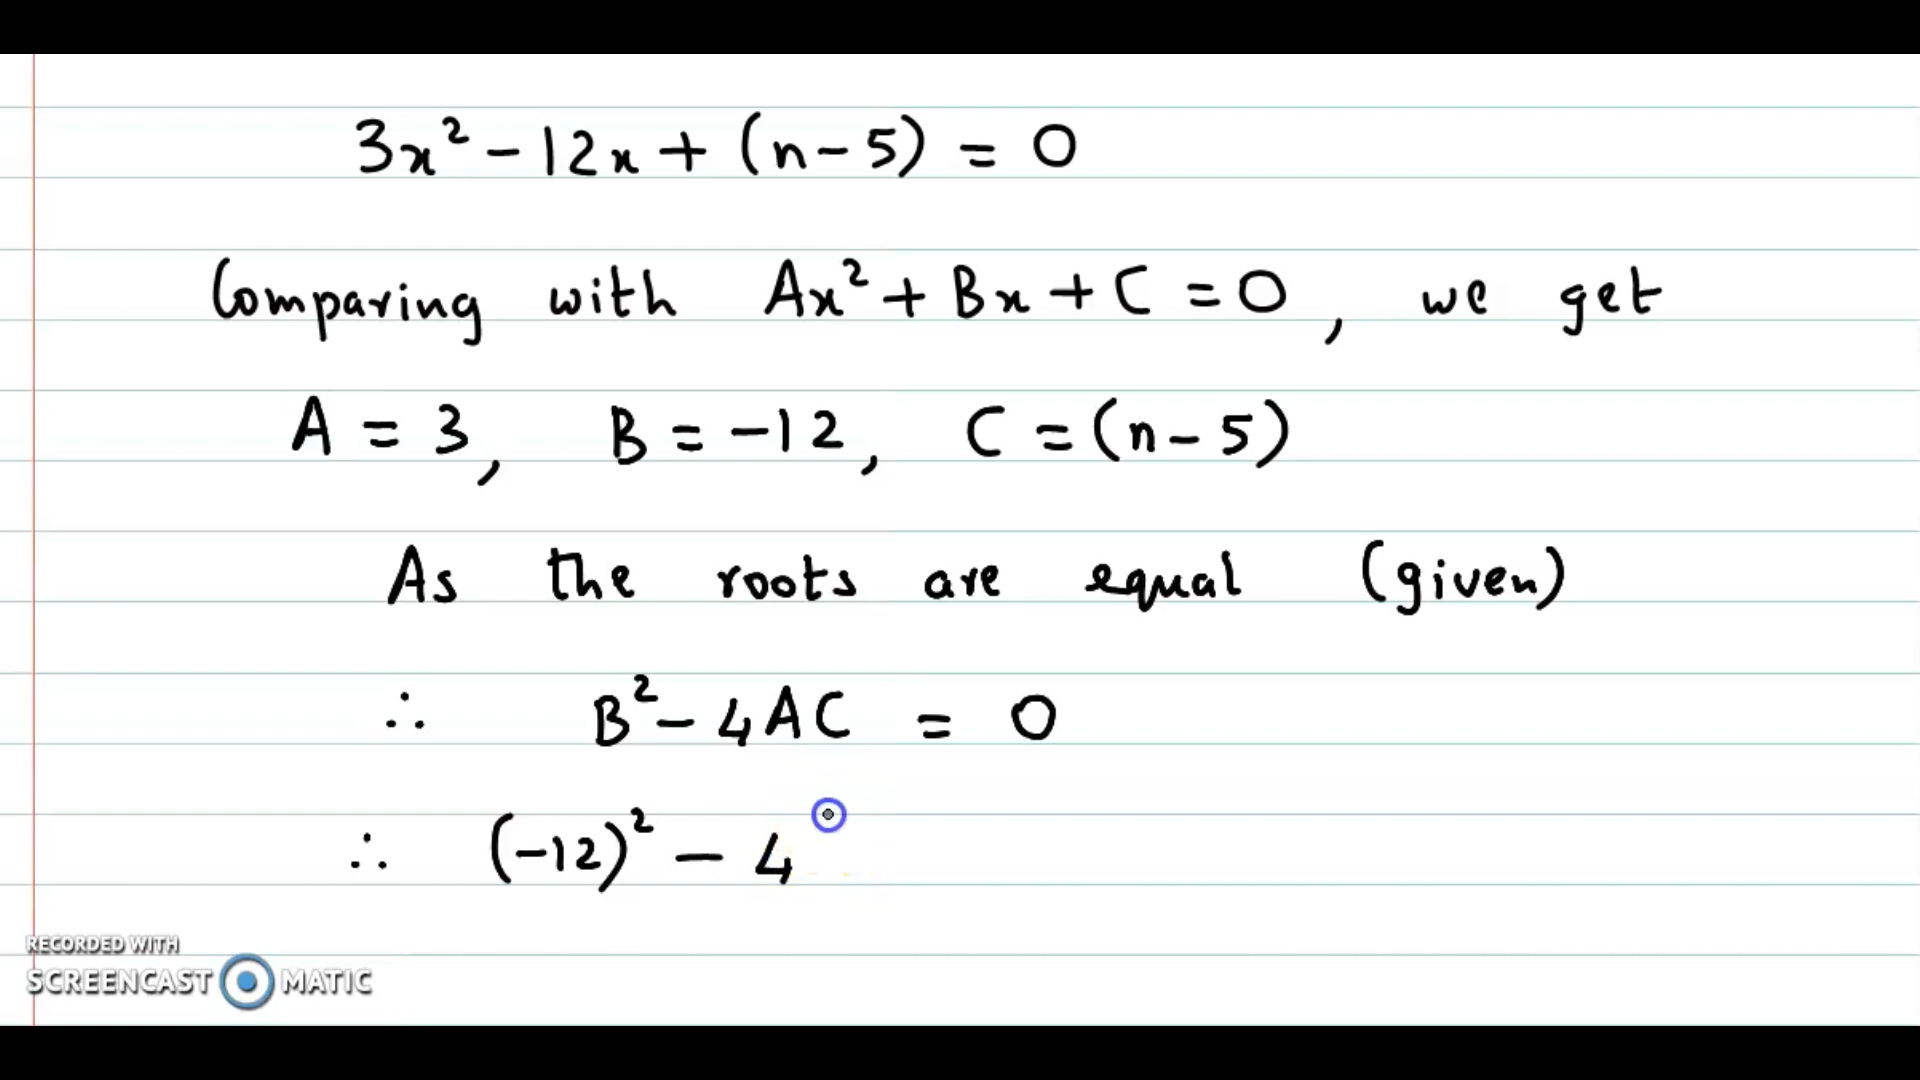 3x² - 12x + (n - 5) = 0
Comparing with Ax² + Bx + C = 0, we get
A = 3, B = -12, C = (n - 5)
As the roots are equal (given)
∴ B² - 4AC = 0
∴ (-12)² - 4
RECORDED WITH
SCREENCAST MATIC